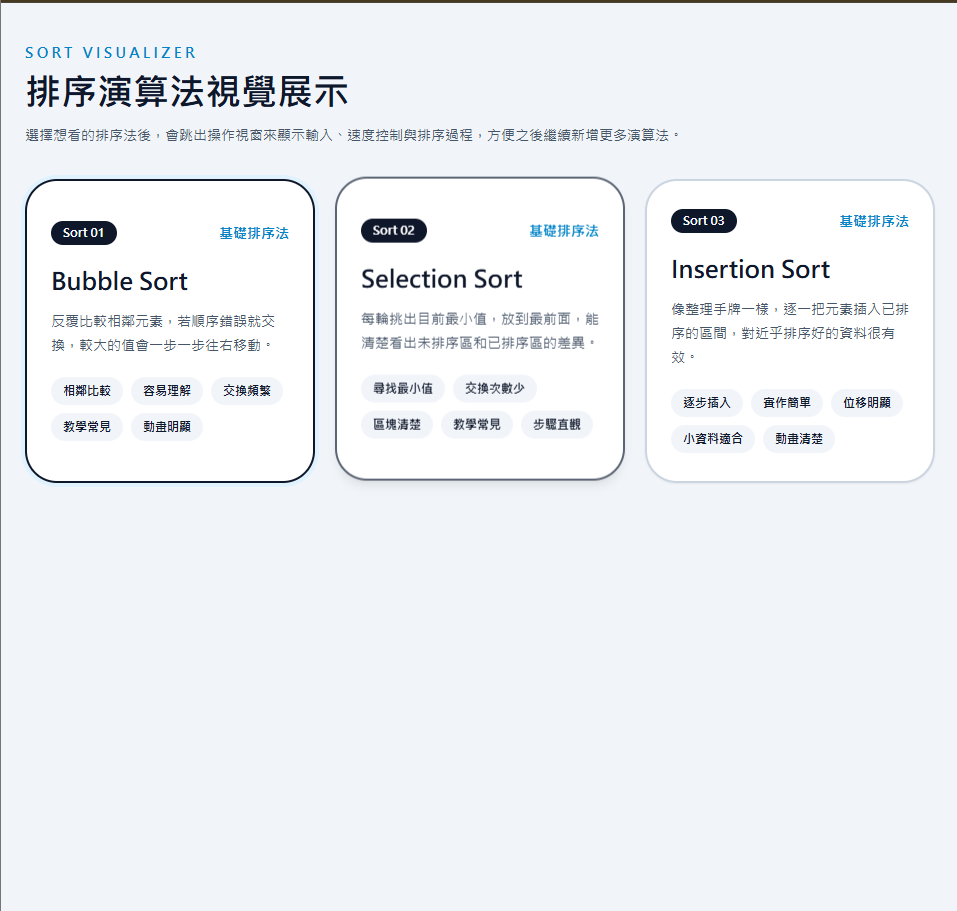 SORT VISUALIZER
排序演算法視覺展示
選擇想看的排序法後，會跳出操作視窗來顯示輸入、速度控制與排序過程，方便之後繼續新增更多演算法。
Sort 01
基礎排序法
Bubble Sort
反覆比較相鄰元素，若順序錯誤就交
換，較大的值會一步一步往右移動。
相鄰比較
容易理解
交換頻繁
教學常見
動畫明顯
Sort 02
基礎排序法
Selection Sort
每輪挑出目前最小值，放到最前面，能
清楚看出未排序區和已排序區的差異。
尋找最小值
交換次數少
區塊清楚
教學常見
步驟直觀
Sort 03
基礎排序法
Insertion Sort
像整理手牌一樣，逐一把元素插入已排
序的區間，對近乎排序好的資料很有
效。
逐步插入
實作簡單
位移明顯
小資料適合
動畫清楚